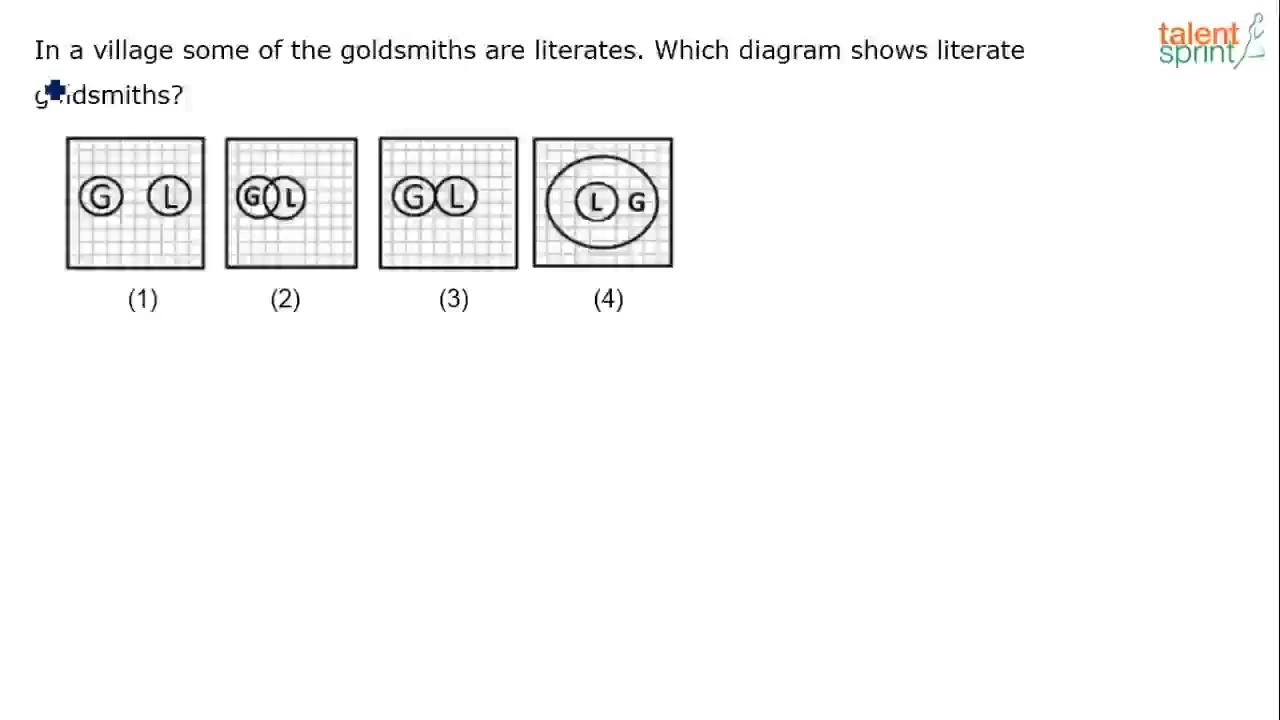 In a village some of the goldsmiths are literates. Which diagram shows literate
talent
sprint
goldsmiths?
G L G L G L L G
(1) (2) (3) (4)